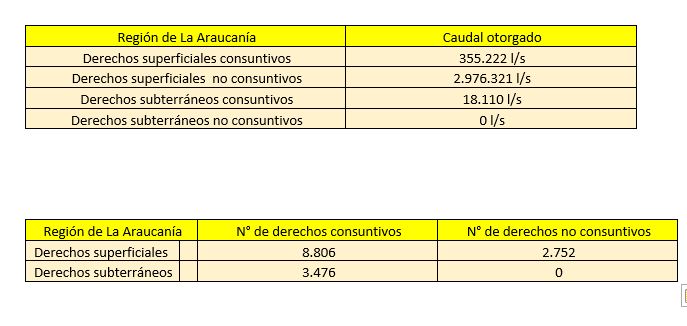 Región de La Araucanía Caudal otorgado
Derechos superficiales consuntivos 355.222 l/s
Derechos superficiales no consuntivos 2.976.321 l/s
Derechos subterráneos consuntivos 18.110 l/s
Derechos subterráneos no consuntivos 0 l/s
Región de La Araucanía N° de derechos consuntivos N° de derechos no consuntivos
Derechos superficiales 8.806 2.752
Derechos subterráneos 3.476 0